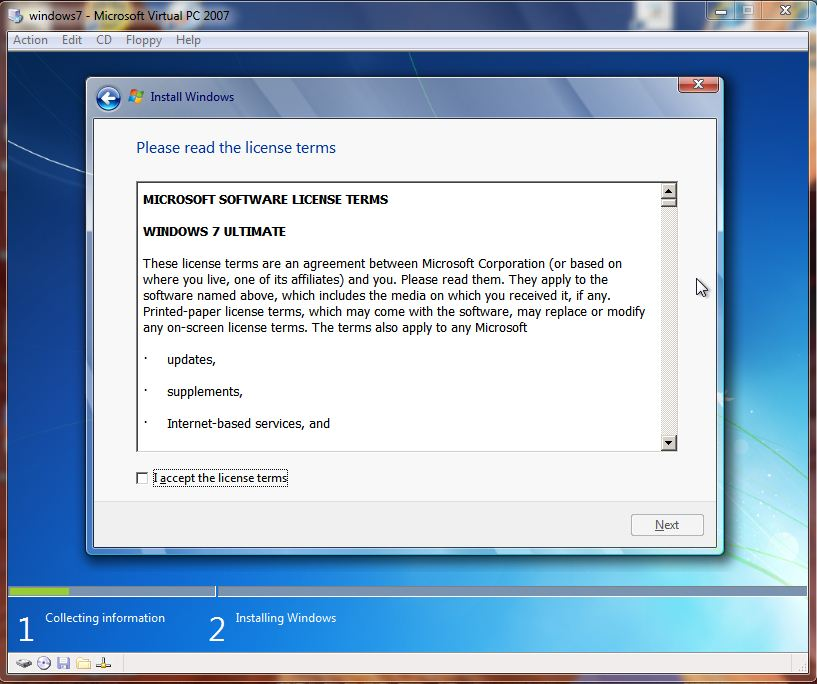 windows7 - Microsoft Virtual PC 2007
Action Edit CD Floppy Help
Install Windows
Please read the license terms
MICROSOFT SOFTWARE LICENSE TERMS
WINDOWS 7 ULTIMATE
These license terms are an agreement between Microsoft Corporation (or based on
where you live, one of its affiliates) and you. Please read them. They apply to the
software named above, which includes the media on which you received it, if any.
Printed-paper license terms, which may come with the software, may replace or modify
any on-screen license terms. The terms also apply to any Microsoft
· updates,
· supplements,
· Internet-based services, and
I accept the license terms
Next
1 Collecting information 2 Installing Windows